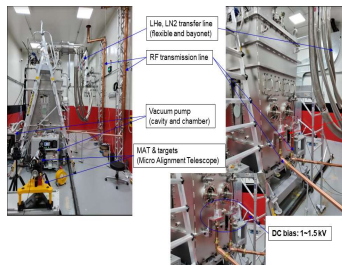 LHe, LN2 transfer line
(flexible and bayonet)
RF transmission line
Vacuum pump
(cavity and chamber)
MAT & targets
(Micro Alignment Telescope)
DC bias: 1~1.5 kV